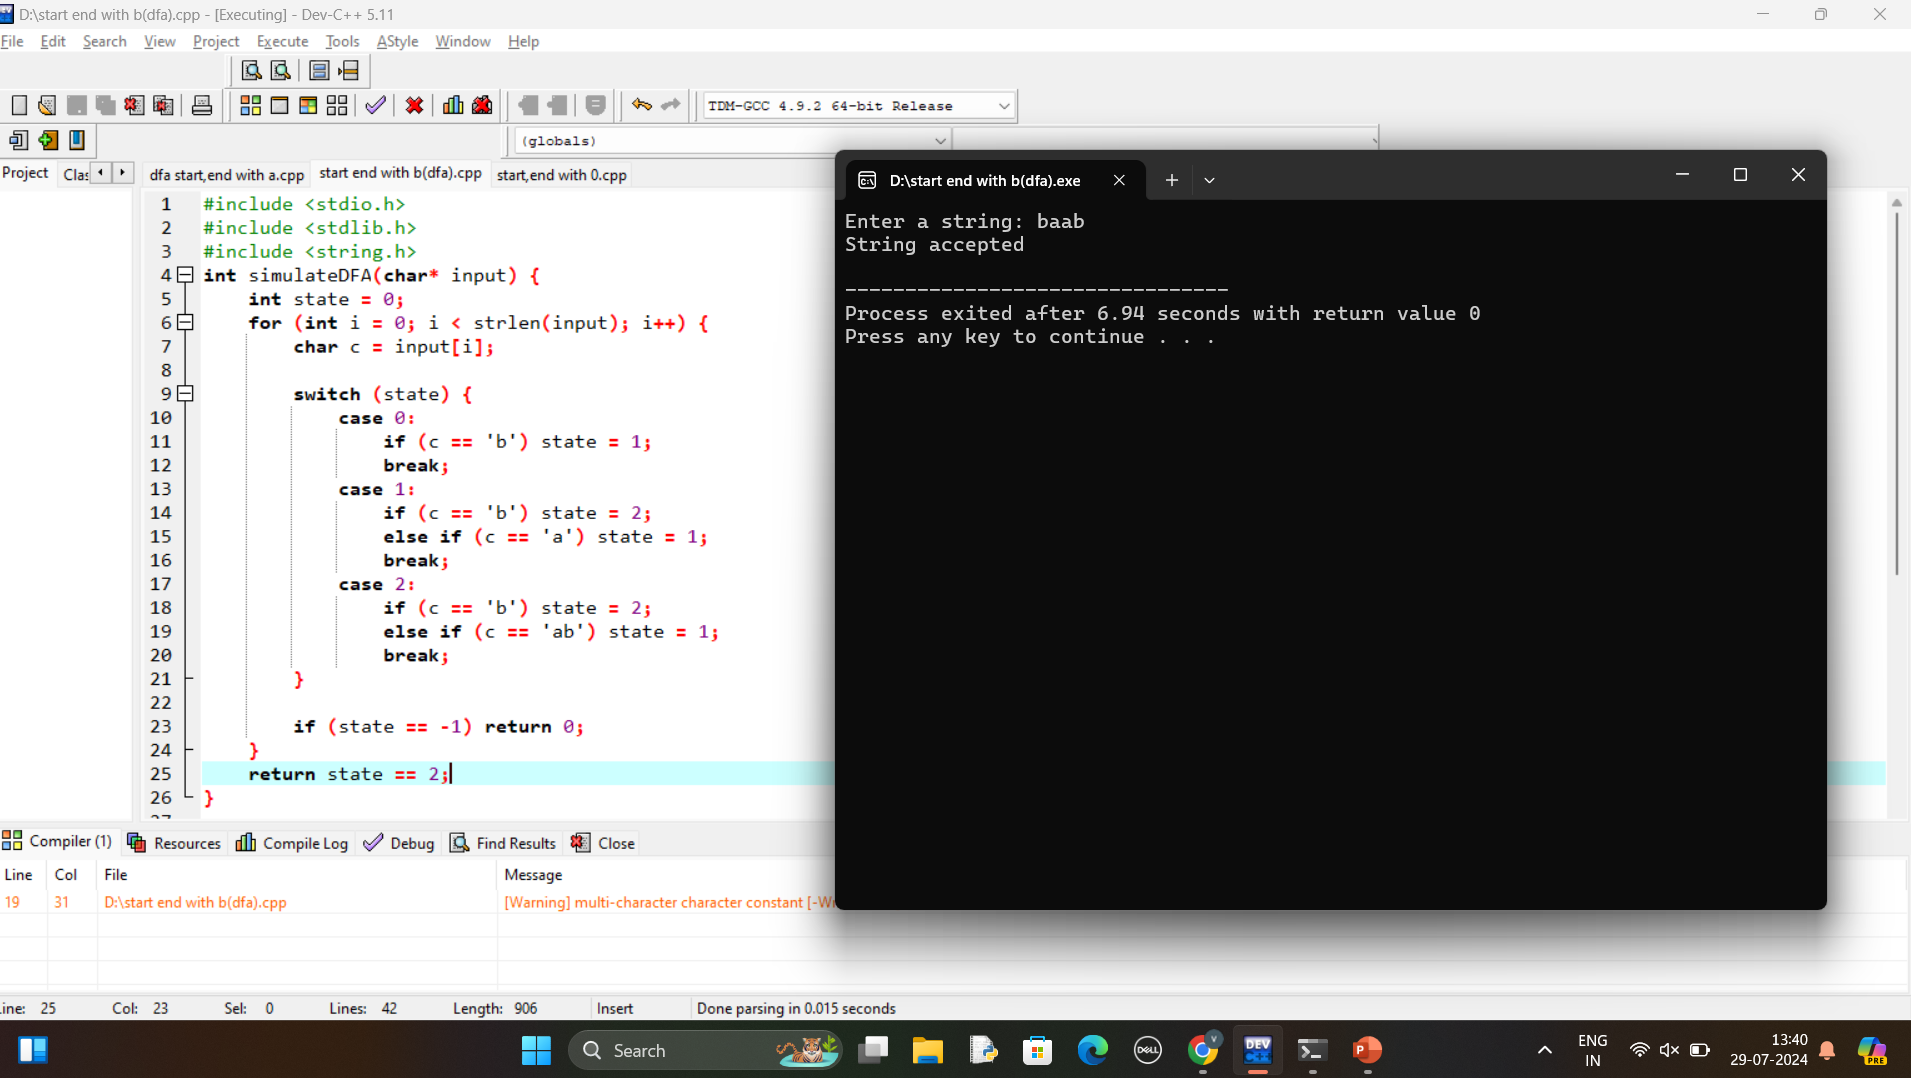 D:\start end with b(dfa).cpp - [Executing] - Dev-C++ 5.11
File Edit Search View Project Execute Tools AStyle Window Help
TDM-GCC 4.9.2 64-bit Release
(globals)
Project
dfa start,end with a.cpp start end with b(dfa).cpp start,end with 0.cpp
1 #include <stdio.h>
2 #include <stdlib.h>
3 #include <string.h>
4 int simulateDFA(char* input) {
5 int state = 0;
6 for (int i = 0; i < strlen(input); i++) {
7 char c = input[i];
8
9 switch (state) {
10 case 0:
11 if (c == 'b') state = 1;
12 break;
13 case 1:
14 if (c == 'b') state = 2;
15 else if (c == 'a') state = 1;
16 break;
17 case 2:
18 if (c == 'b') state = 2;
19 else if (c == 'ab') state = 1;
20 break;
21 }
22
23 if (state == -1) return 0;
24 }
25 return state == 2;
26 }
D:\start end with b(dfa).exe
Enter a string: baab
String accepted
--------------------------------
Process exited after 6.94 seconds with return value 0
Press any key to continue . . .
Compiler (1) Resources Compile Log Debug Find Results Close
Line Col File Message
19 31 D:\start end with b(dfa).cpp [Warning] multi-character character constant
Line: 25 Col: 23 Sel: 0 Lines: 42 Length: 906 Insert Done parsing in 0.015 seconds
Search
DELL
V
DEV
C++
P
ENG
IN
13:40
29-07-2024
PRE